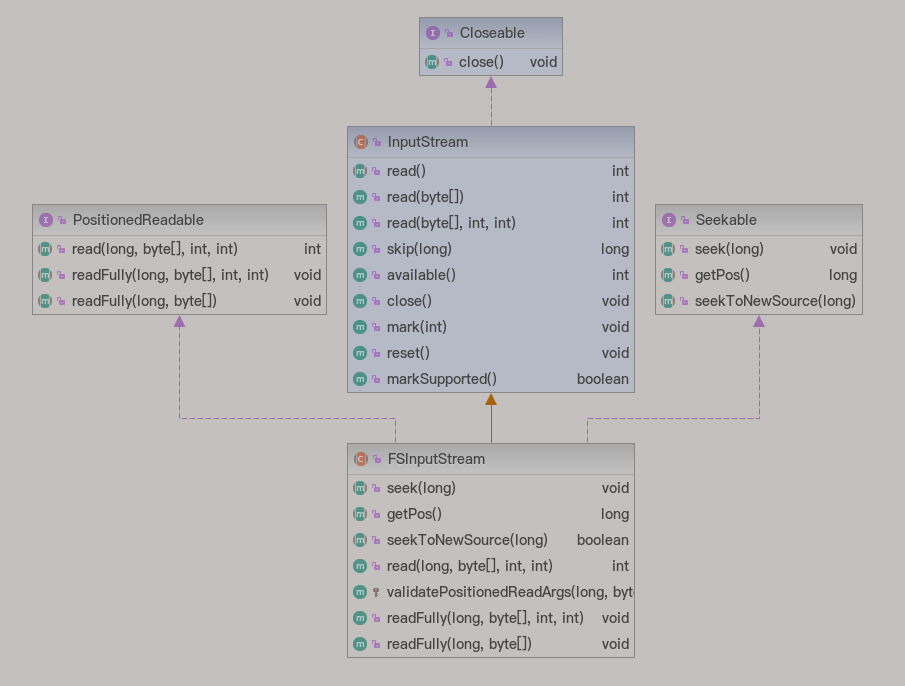 Closeable
close() void
InputStream
read() int
read(byte[]) int
read(byte[], int, int) int
skip(long) long
available() int
close() void
mark(int) void
reset() void
markSupported() boolean
PositionedReadable
read(long, byte[], int, int) int
readFully(long, byte[], int, int) void
readFully(long, byte[]) void
Seekable
seek(long) void
getPos() long
seekToNewSource(long)
FSInputStream
seek(long) void
getPos() long
seekToNewSource(long) boolean
read(long, byte[], int, int) int
validatePositionedReadArgs(long, byt
readFully(long, byte[], int, int) void
readFully(long, byte[]) void